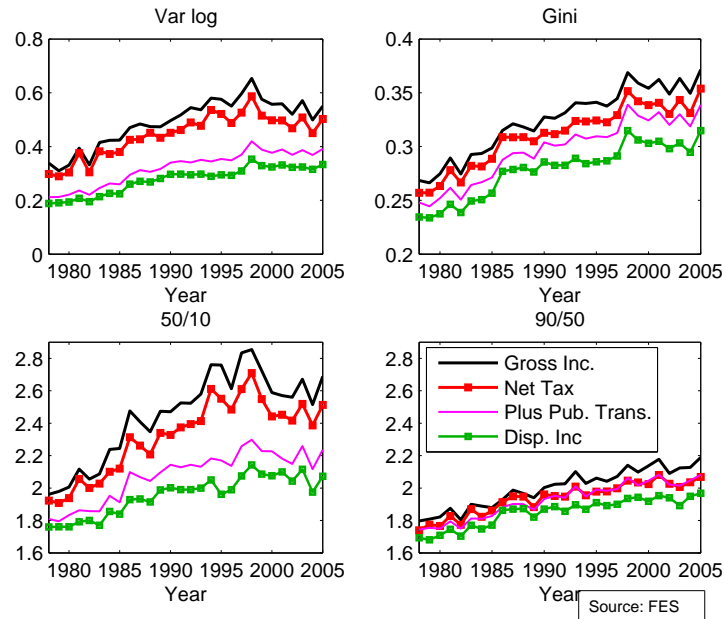 Var log
Gini
0.8
0.6
0.4
0.2
0
1980 1985 1990 1995 2000 2005
Year
0.4
0.35
0.3
0.25
0.2
1980 1985 1990 1995 2000 2005
Year
50/10
90/50
2.8
2.6
2.4
2.2
2
1.8
1.6
1980 1985 1990 1995 2000 2005
Year
2.8
2.6
2.4
2.2
2
1.8
1.6
1980 1985 1990 1995 2000 2005
Year
Gross Inc.
Net Tax
Plus Pub. Trans.
Disp. Inc
Source: FES